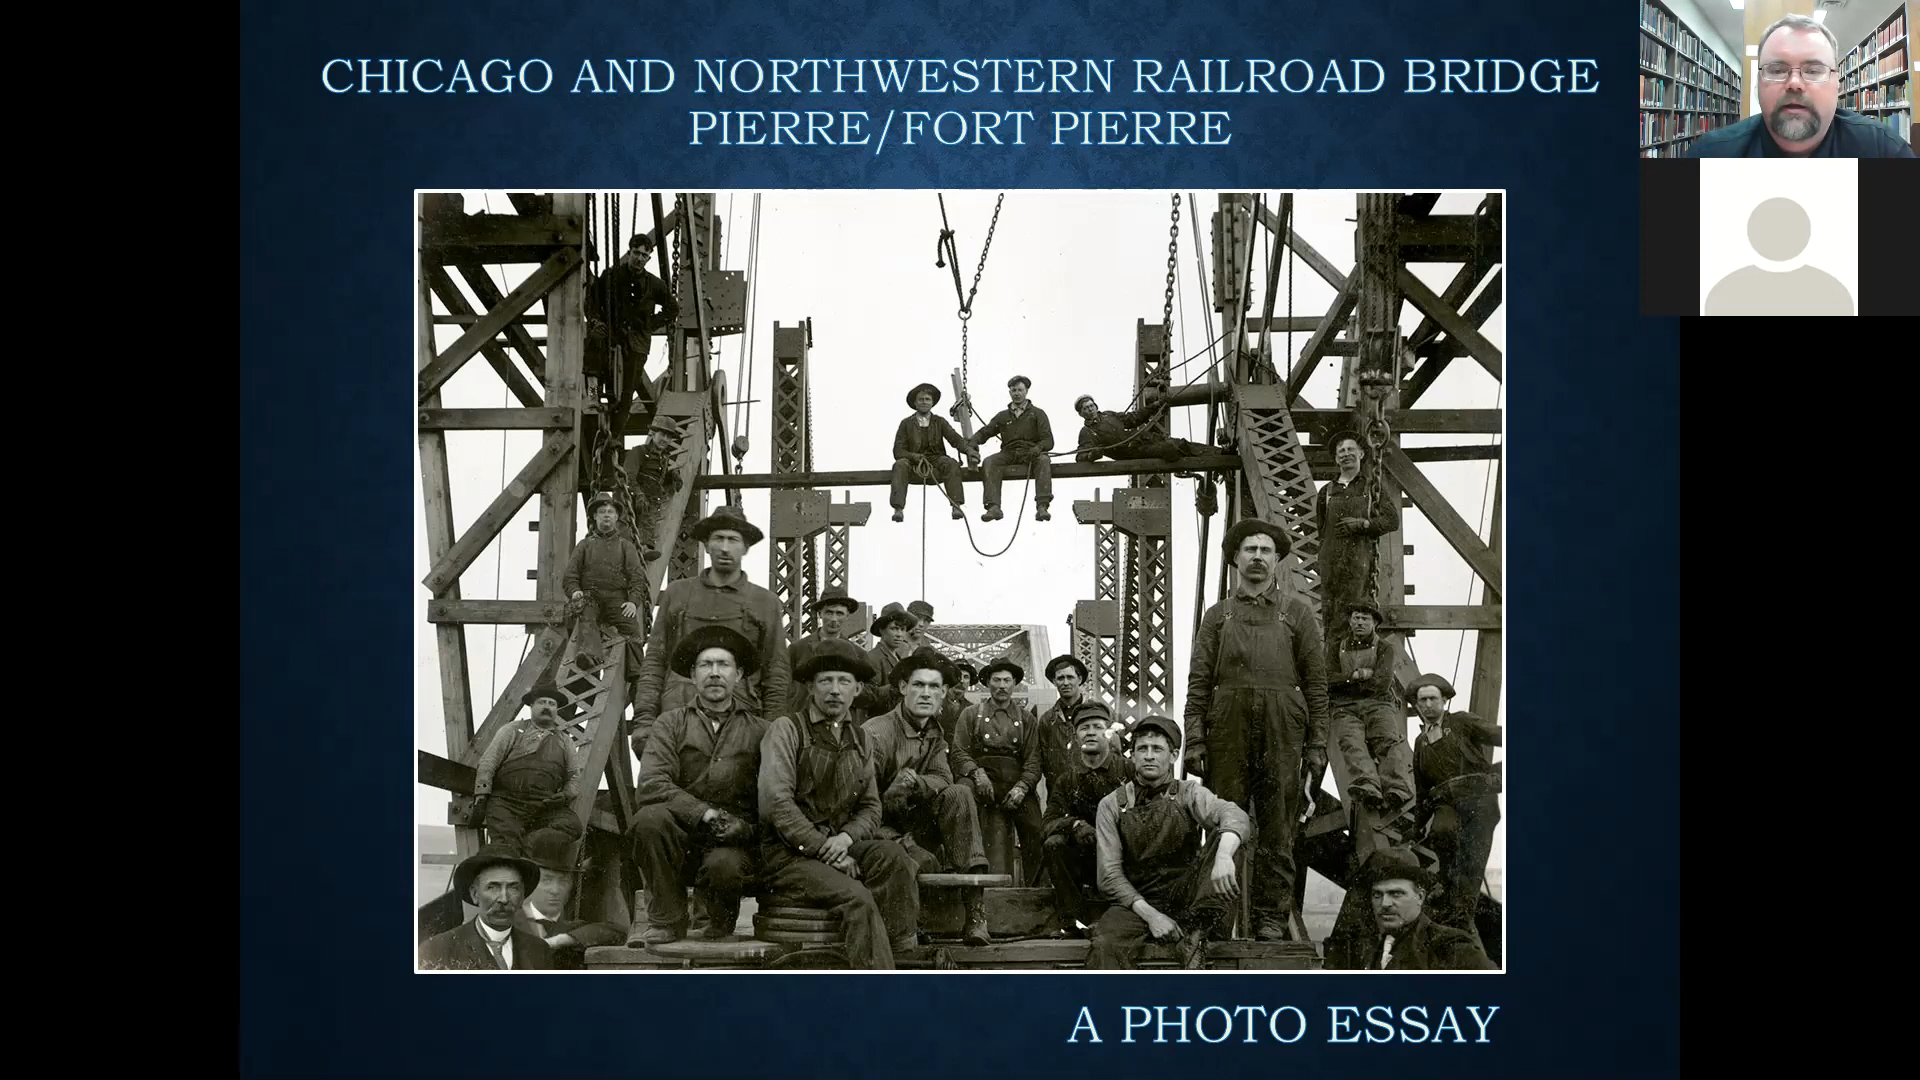 CHICAGO AND NORTHWESTERN RAILROAD BRIDGE
PIERRE/FORT PIERRE
A PHOTO ESSAY